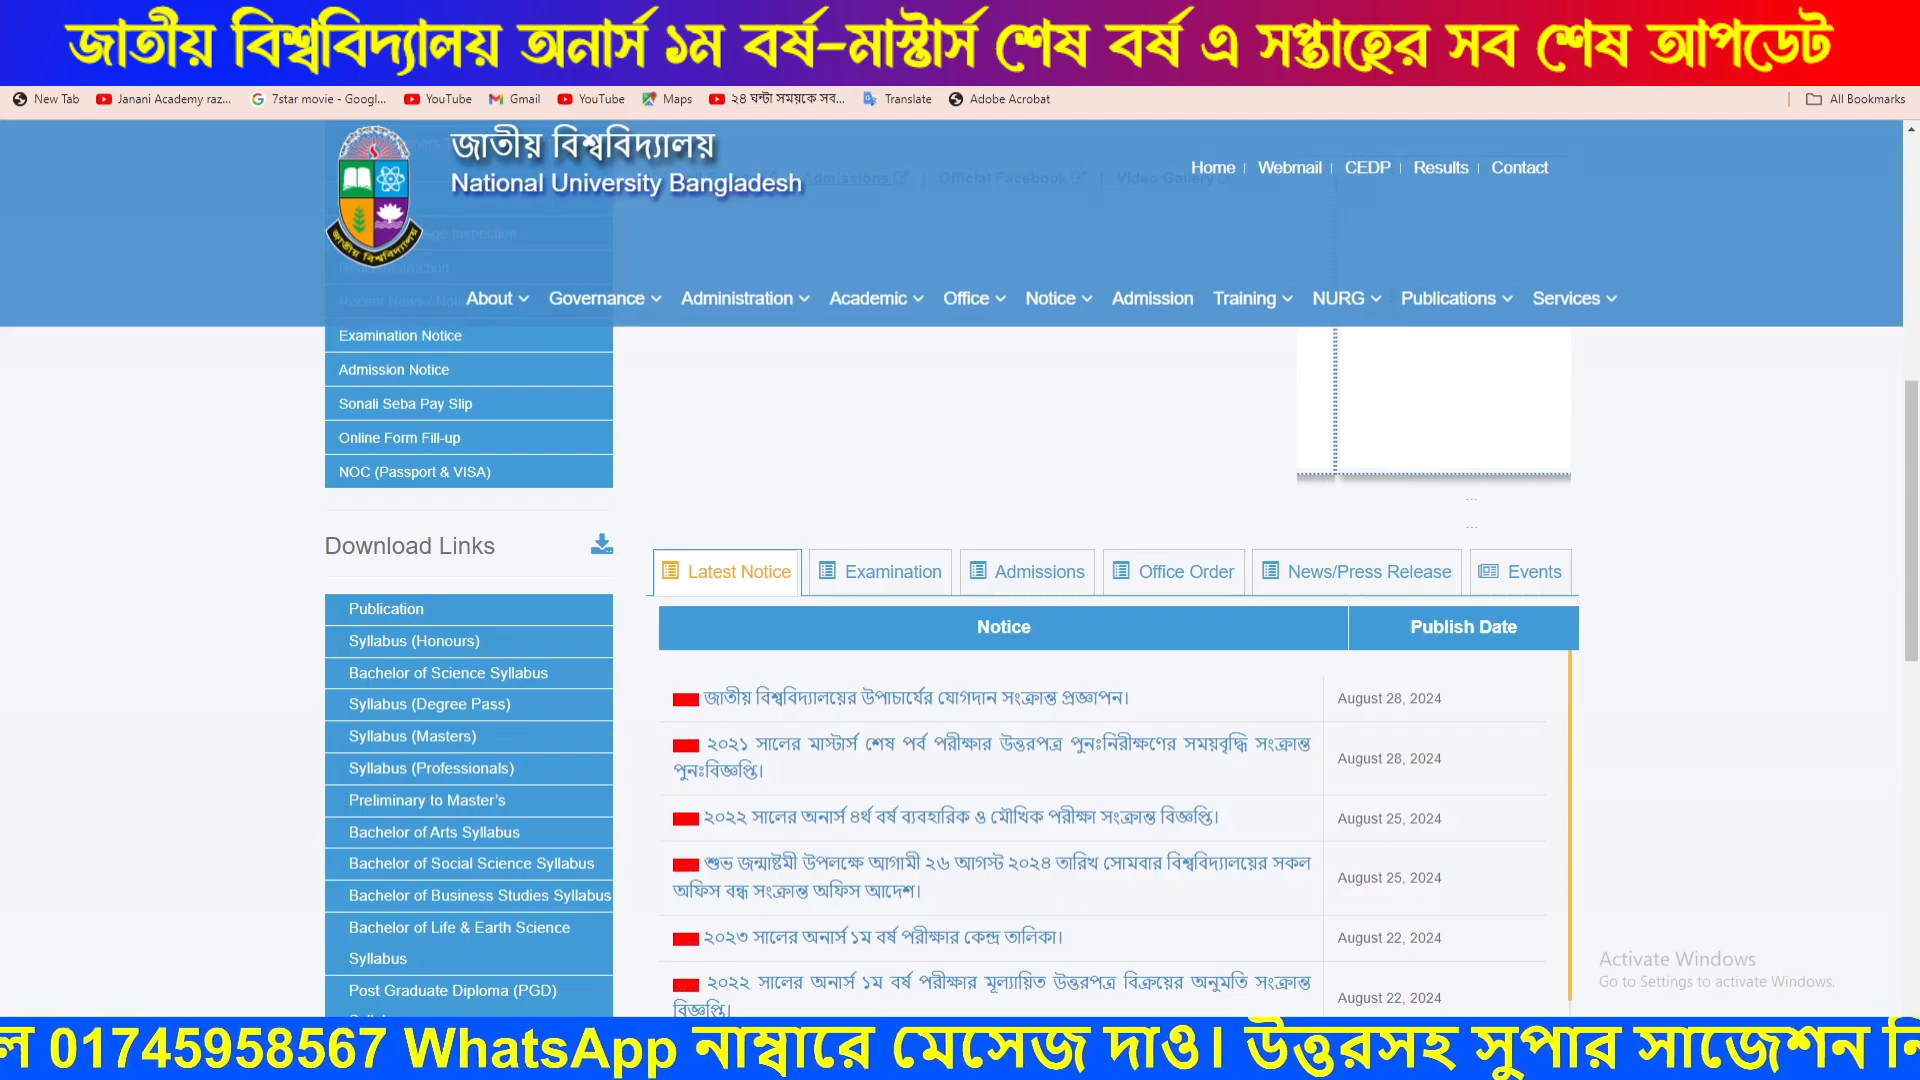 জাতীয় বিশ্ববিদ্যালয় অনার্স ১ম বর্ষ-মাস্টার্স শেষ বর্ষ এ সপ্তাহের সব শেষ আপডেট
New Tab Janani Academy raz... 7star movie - Googl... YouTube Gmail YouTube Maps ২৪ ঘন্টা সময়কে সব... Translate Adobe Acrobat All Bookmarks
জাতীয় বিশ্ববিদ্যালয়
National University Bangladesh
Admissions | Official Facebook | Video Gallery
Home Webmail CEDP Results Contact
জাতীয় বিশ্ববিদ্যালয়
About Governance Administration Academic Office Notice Admission Training NURG Publications Services
Examination Notice
Admission Notice
Sonali Seba Pay Slip
Online Form Fill-up
NOC (Passport & VISA)
...
...
Download Links
Latest Notice Examination Admissions Office Order News/Press Release Events
Publication
Syllabus (Honours)
Bachelor of Science Syllabus
Syllabus (Degree Pass)
Syllabus (Masters)
Syllabus (Professionals)
Preliminary to Master's
Bachelor of Arts Syllabus
Bachelor of Social Science Syllabus
Bachelor of Business Studies Syllabus
Bachelor of Life & Earth Science
Syllabus
Post Graduate Diploma (PGD)
Notice Publish Date
জাতীয় বিশ্ববিদ্যালয়ের উপাচার্যের যোগদান সংক্রান্ত প্রজ্ঞাপন। August 28, 2024
২০২১ সালের মাস্টার্স শেষ পর্ব পরীক্ষার উত্তরপত্র পুনঃনিরীক্ষণের সময়বৃদ্ধি সংক্রান্ত
পুনঃবিজ্ঞপ্তি। August 28, 2024
২০২২ সালের অনার্স ৪র্থ বর্ষ ব্যবহারিক ও মৌখিক পরীক্ষা সংক্রান্ত বিজ্ঞপ্তি। August 25, 2024
শুভ জন্মাষ্টমী উপলক্ষে আগামী ২৬ আগস্ট ২০২৪ তারিখ সোমবার বিশ্ববিদ্যালয়ের সকল
অফিস বন্ধ সংক্রান্ত অফিস আদেশ। August 25, 2024
২০২৩ সালের অনার্স ১ম বর্ষ পরীক্ষার কেন্দ্র তালিকা। August 22, 2024
২০২২ সালের অনার্স ১ম বর্ষ পরীক্ষার মূল্যায়িত উত্তরপত্র বিক্রয়ের অনুমতি সংক্রান্ত
বিজ্ঞপ্তি। August 22, 2024
Activate Windows
Go to Settings to activate Windows.
01745958567 WhatsApp নাম্বারে মেসেজ দাও। উত্তরসহ সুপার সাজেশন